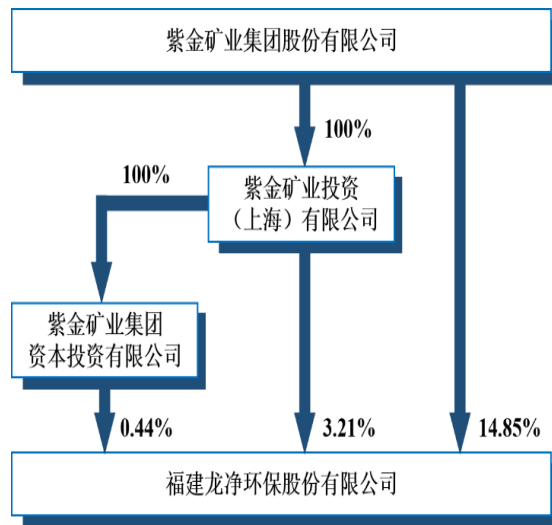 紫金矿业集团股份有限公司
100%
100%
紫金矿业投资
（上海）有限公司
紫金矿业集团
资本投资有限公司
0.44%
3.21%
14.85%
福建龙净环保股份有限公司